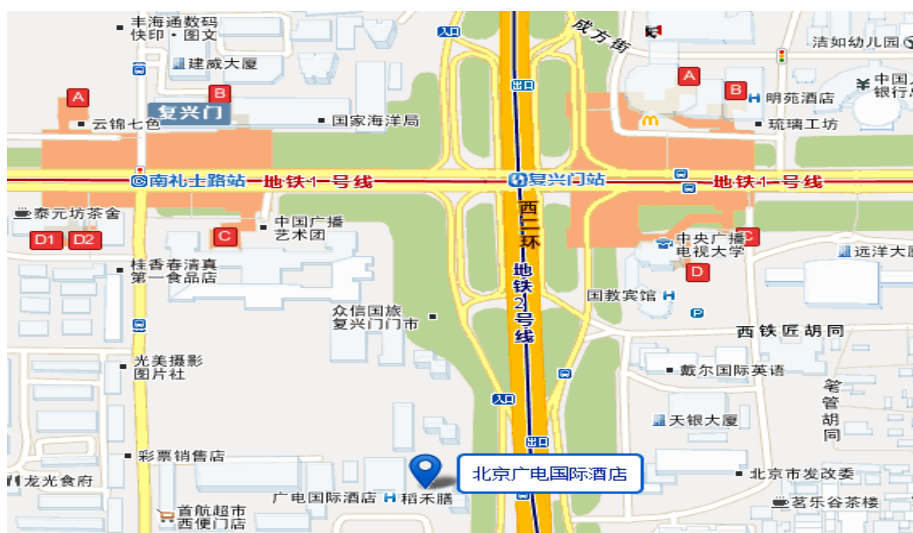 丰海通数码
快印·图文
入口
成方街
洁如幼儿园
建威大厦
出口
A
B
复兴门
A
B
明苑酒店
中国人
银行总
云锦七色
国家海洋局
琉璃工坊
南礼士路站
地铁1号线
复兴门站
地铁1号线
泰元坊茶舍
D1
D2
C
中国广播
艺术团
西二环
中央广播
电视大学
C
远洋大厦
桂香春清真
第一食品店
D
地铁2号线
国教宾馆
P
众信国旅
复兴门门市
西铁匠胡同
光美摄影
图片社
戴尔国际英语
笔管胡同
入口
天银大厦
出口
彩票销售店
北京广电国际酒店
北京市发改委
龙光食府
广电国际酒店
稻禾膳
茗乐谷茶楼
首航超市
西便门店